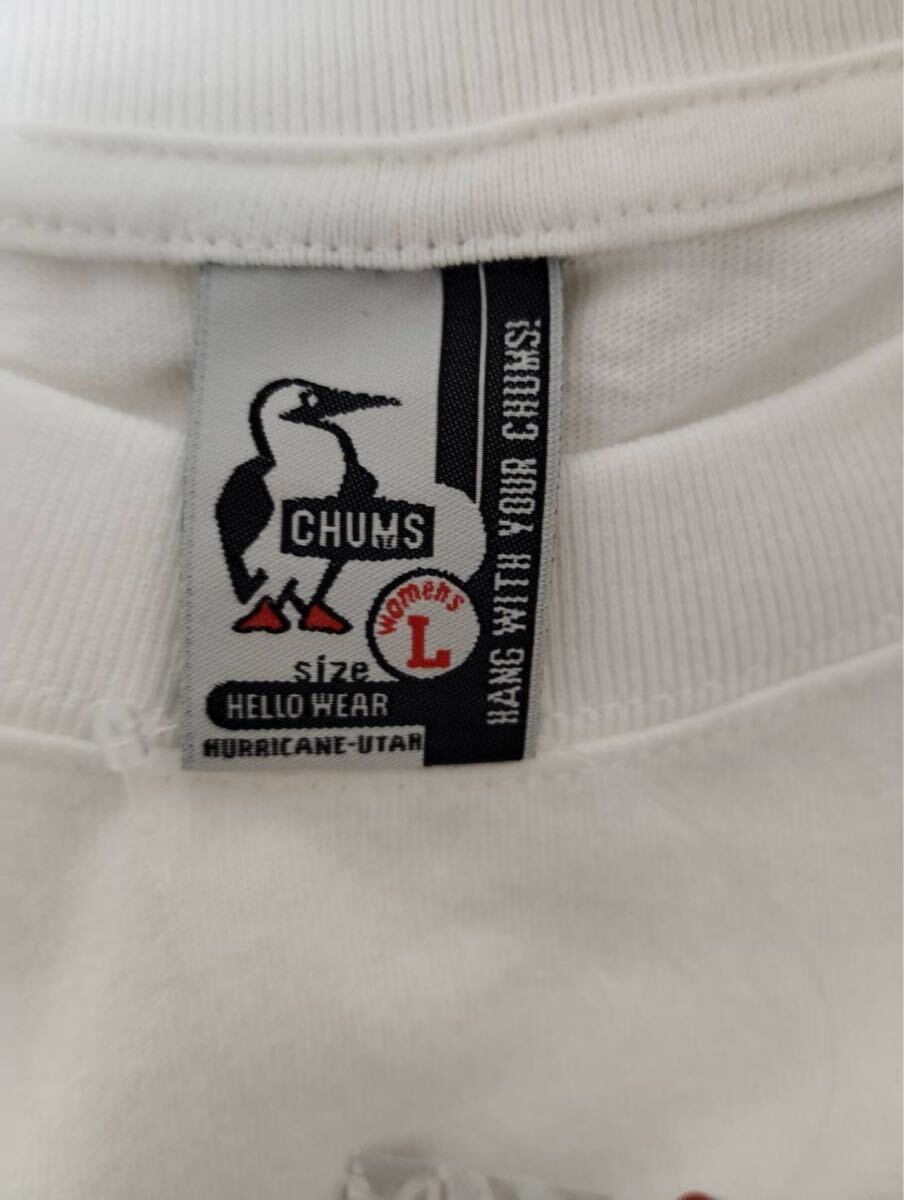 CHUMS
womens
L
size
HELLO WEAR
HURRICANE-UTAH
HANG WITH YOUR CHUMS!